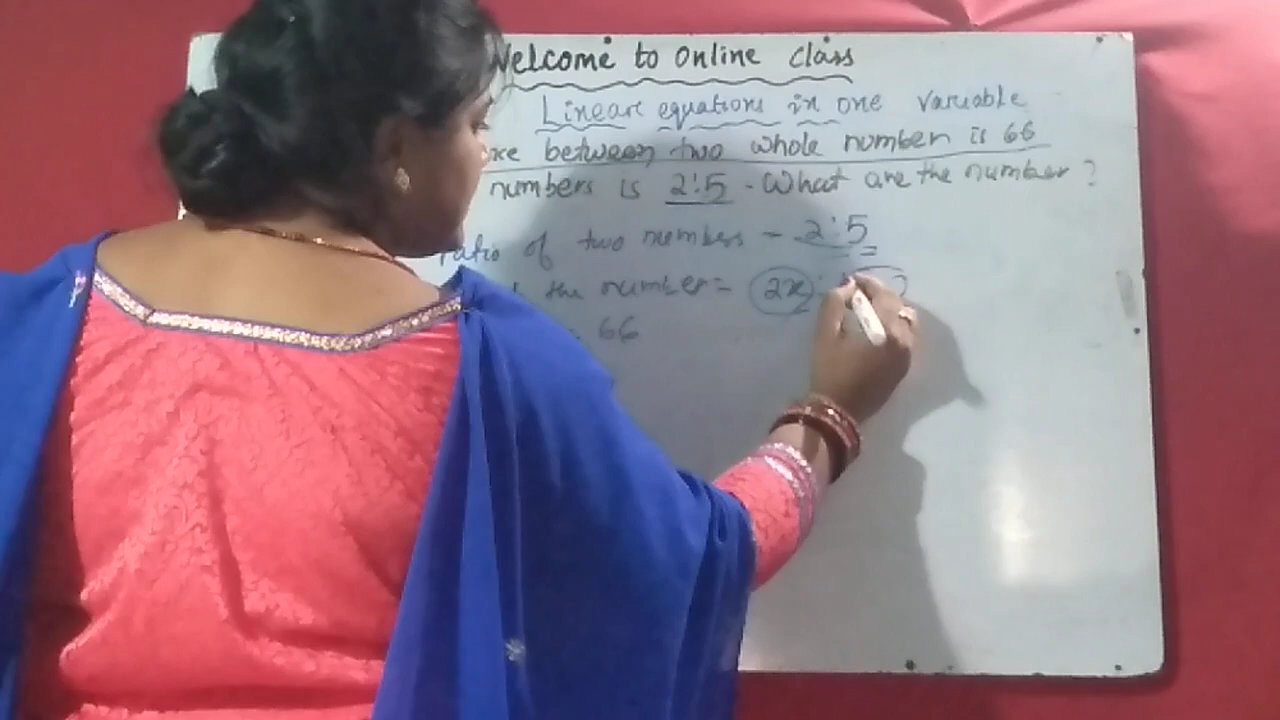 Welcome to Online class
Linear equations in one Variable
between two whole number is 66
numbers is 2:5 - What are the number ?
ratio of two numbers - 2:5
the number = 2x :
66